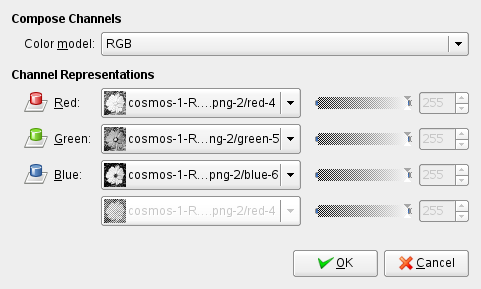 Compose Channels
Color model: RGB
Channel Representations
Red: cosmos-1-R....png-2/red-4 255
Green: cosmos-1-R....ng-2/green-5 255
Blue: cosmos-1-R....png-2/blue-6 255
cosmos-1-R....png-2/red-4 255
OK Cancel